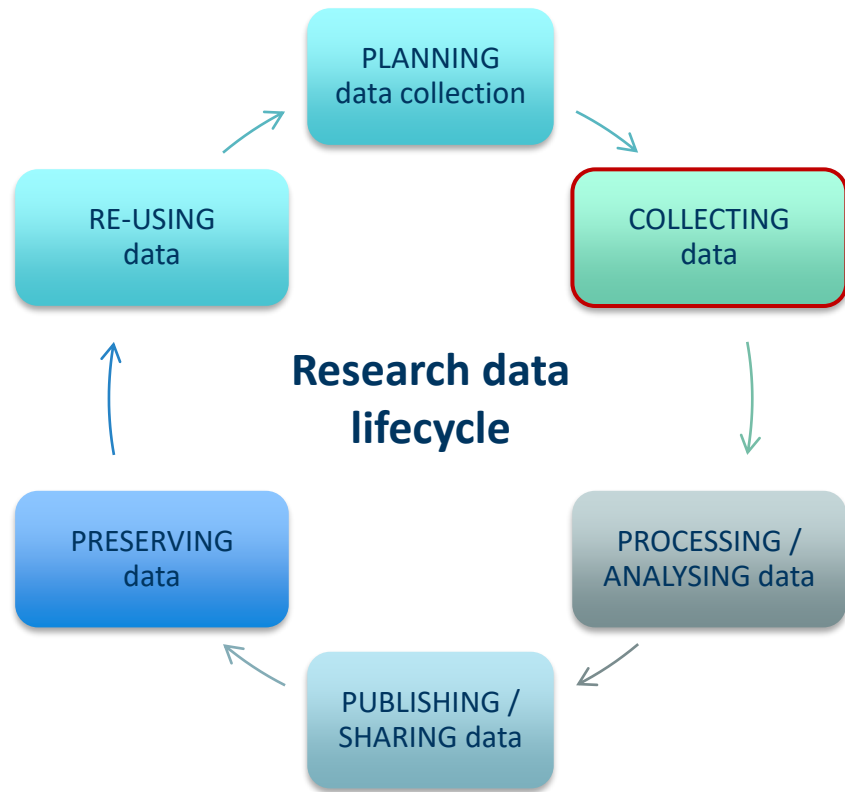 PLANNING
data collection
COLLECTING
data
PROCESSING /
ANALYSING data
PUBLISHING /
SHARING data
PRESERVING
data
RE-USING
data
Research data
lifecycle